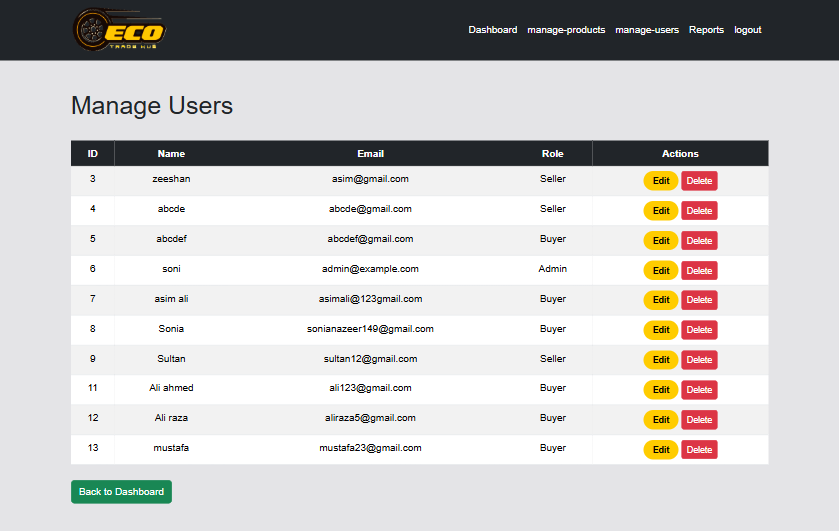 ECO
TRADE HUB
Dashboard manage-products manage-users Reports logout
Manage Users
ID Name Email Role Actions
3 zeeshan asim@gmail.com Seller Edit Delete
4 abcde abcde@gmail.com Seller Edit Delete
5 abcdef abcdef@gmail.com Buyer Edit Delete
6 soni admin@example.com Admin Edit Delete
7 asim ali asimali@123gmail.com Buyer Edit Delete
8 Sonia sonianazeer149@gmail.com Buyer Edit Delete
9 Sultan sultan12@gmail.com Seller Edit Delete
11 Ali ahmed ali123@gmail.com Buyer Edit Delete
12 Ali raza aliraza5@gmail.com Buyer Edit Delete
13 mustafa mustafa23@gmail.com Buyer Edit Delete
Back to Dashboard